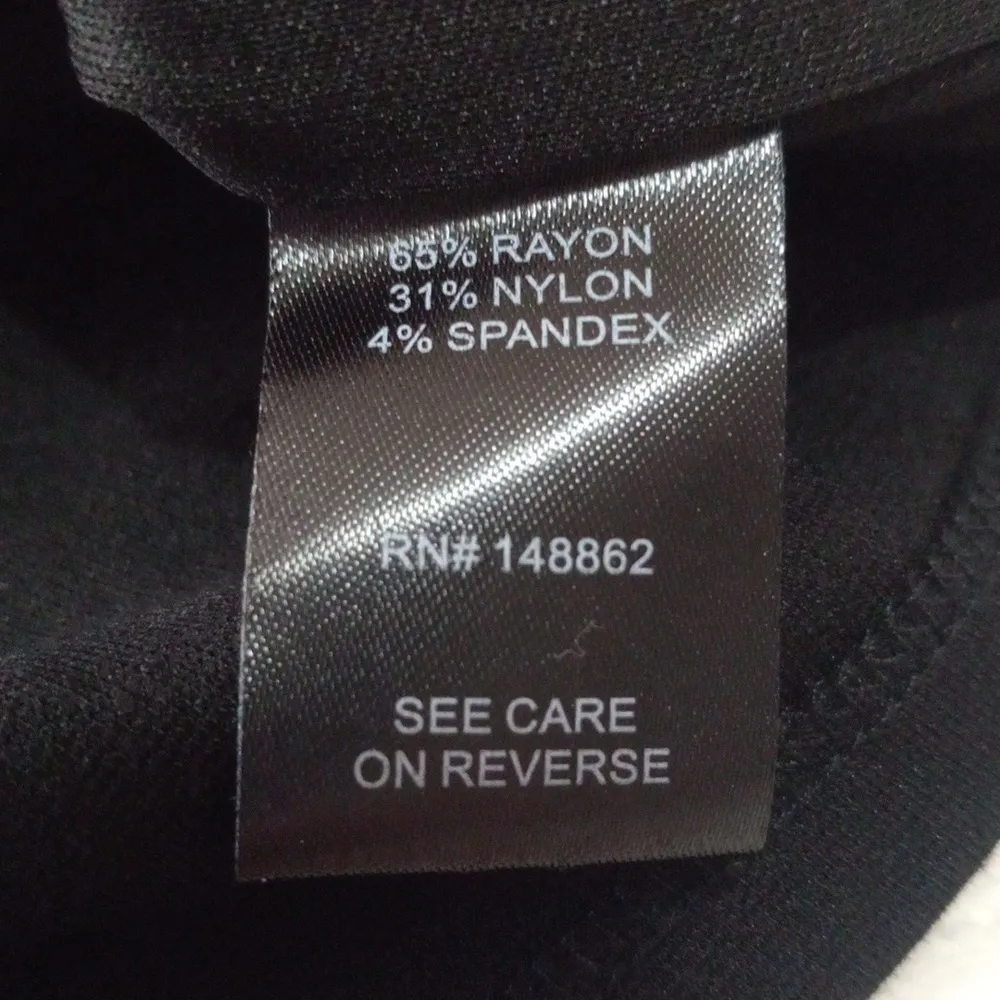 65% RAYON
31% NYLON
4% SPANDEX
RN# 148862
SEE CARE
ON REVERSE